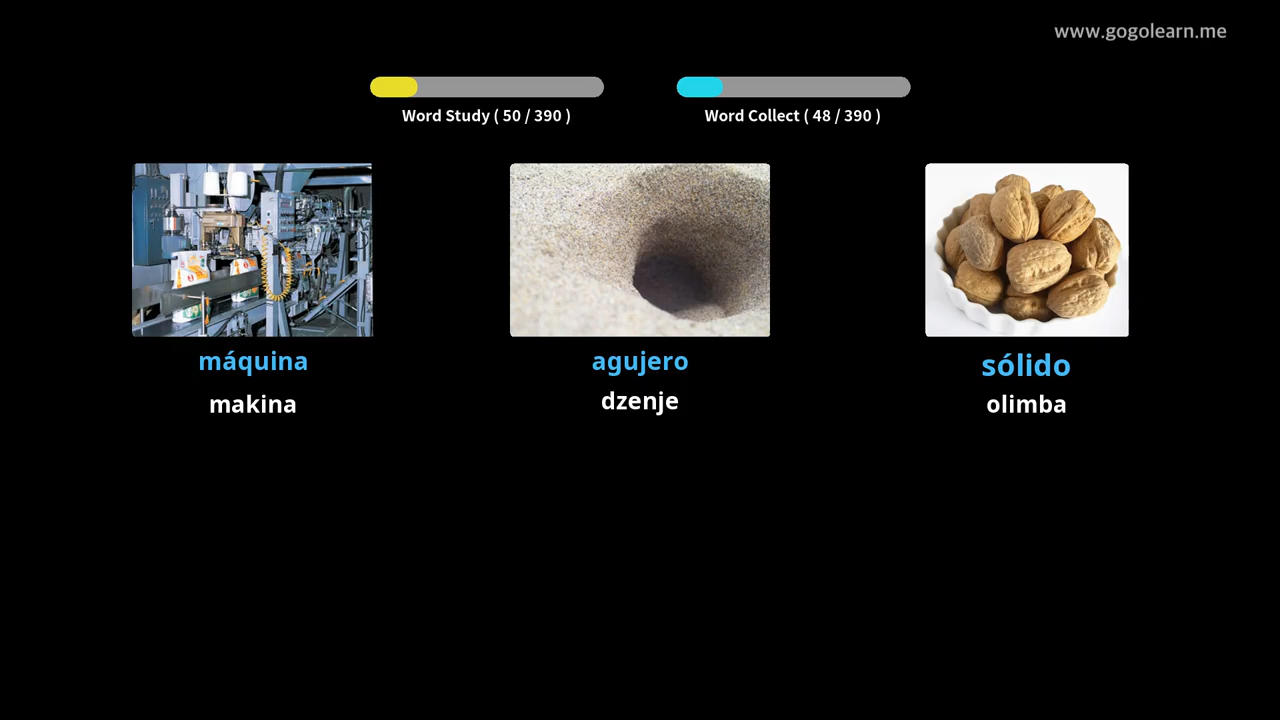 www.gogolearn.me
Word Study ( 50 / 390 )
Word Collect ( 48 / 390 )
máquina
makina
agujero
dzenje
sólido
olimba